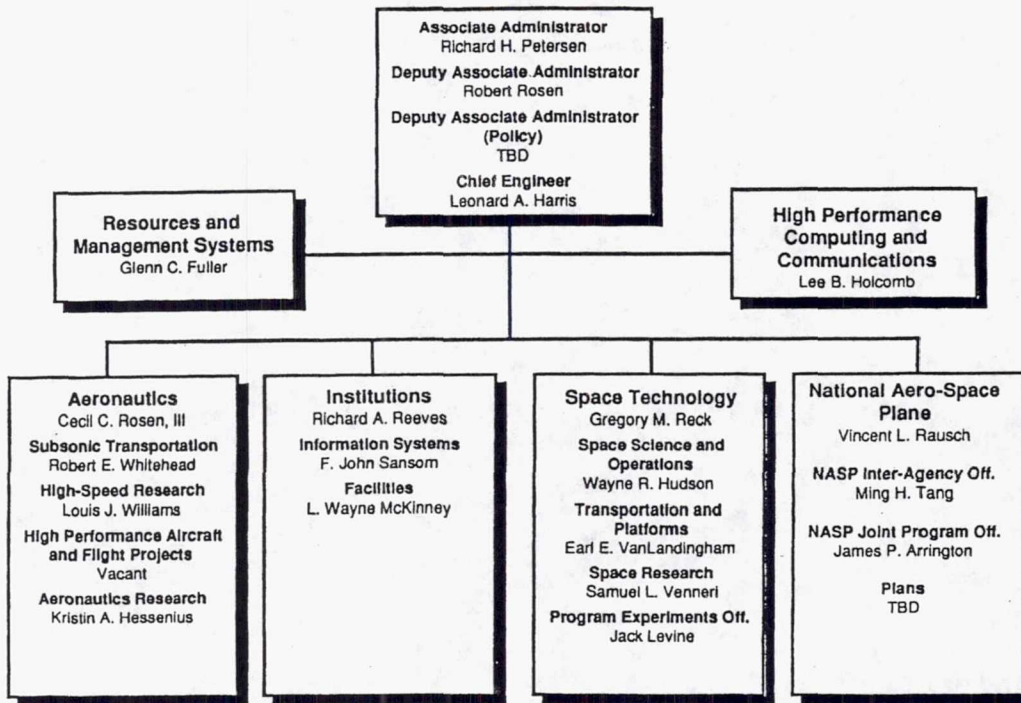 Associate Administrator
Richard H. Petersen
Deputy Associate Administrator
Robert Rosen
Deputy Associate Administrator
(Policy)
TBD
Chief Engineer
Leonard A. Harris
Resources and
Management Systems
Glenn C. Fuller
High Performance
Computing and
Communications
Lee B. Holcomb
Aeronautics
Cecil C. Rosen, III
Subsonic Transportation
Robert E. Whitehead
High-Speed Research
Louis J. Williams
High Performance Aircraft
and Flight Projects
Vacant
Aeronautics Research
Kristin A. Hessenius
Institutions
Richard A. Reeves
Information Systems
F. John Sansom
Facilities
L. Wayne McKinney
Space Technology
Gregory M. Reck
Space Science and
Operations
Wayne R. Hudson
Transportation and
Platforms
Earl E. VanLandingham
Space Research
Samuel L. Venneri
Program Experiments Off.
Jack Levine
National Aero-Space
Plane
Vincent L. Rausch
NASP Inter-Agency Off.
Ming H. Tang
NASP Joint Program Off.
James P. Arrington
Plans
TBD